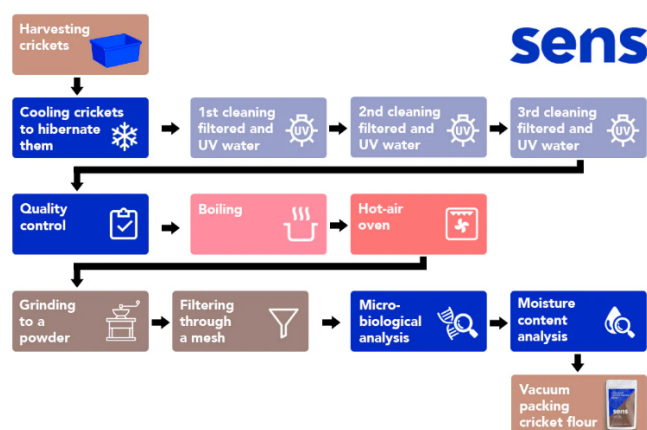 Harvesting
crickets
sens
Cooling crickets
to hibernate
them
1st cleaning
filtered and
UV water
UV
2nd cleaning
filtered and
UV water
UV
3rd cleaning
filtered and
UV water
UV
Quality
control
Boiling
Hot-air
oven
Grinding
to a
powder
Filtering
through
a mesh
Micro-
biological
analysis
Moisture
content
analysis
Vacuum
packing
cricket flour
sens